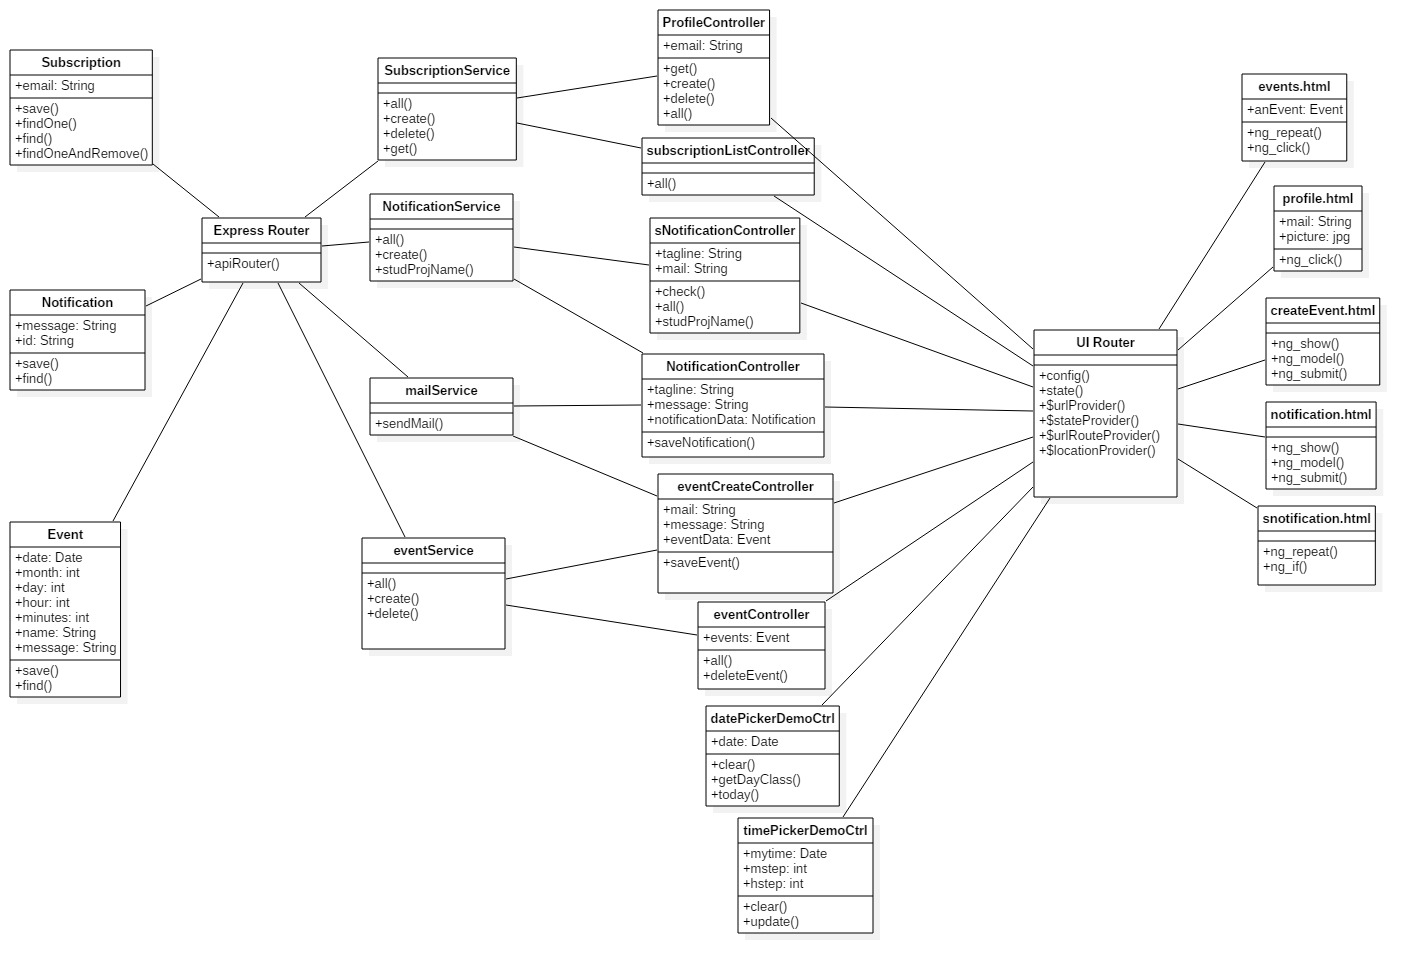 Subscription
+email: String
+save()
+findOne()
+find()
+findOneAndRemove()
Express Router
+apiRouter()
Notification
+message: String
+id: String
+save()
+find()
Event
+date: Date
+month: int
+day: int
+hour: int
+minutes: int
+name: String
+message: String
+save()
+find()
SubscriptionService
+all()
+create()
+delete()
+get()
NotificationService
+all()
+create()
+studProjName()
mailService
+sendMail()
eventService
+all()
+create()
+delete()
ProfileController
+email: String
+get()
+create()
+delete()
+all()
subscriptionListController
+all()
sNotificationController
+tagline: String
+mail: String
+check()
+all()
+studProjName()
NotificationController
+tagline: String
+message: String
+notificationData: Notification
+saveNotification()
eventCreateController
+mail: String
+message: String
+eventData: Event
+saveEvent()
eventController
+events: Event
+all()
+deleteEvent()
datePickerDemoCtrl
+date: Date
+clear()
+getDayClass()
+today()
timePickerDemoCtrl
+mytime: Date
+mstep: int
+hstep: int
+clear()
+update()
UI Router
+config()
+state()
+$urlProvider()
+$stateProvider()
+$urlRouteProvider()
+$locationProvider()
events.html
+anEvent: Event
+ng_repeat()
+ng_click()
profile.html
+mail: String
+picture: jpg
+ng_click()
createEvent.html
+ng_show()
+ng_model()
+ng_submit()
notification.html
+ng_show()
+ng_model()
+ng_submit()
snotification.html
+ng_repeat()
+ng_if()